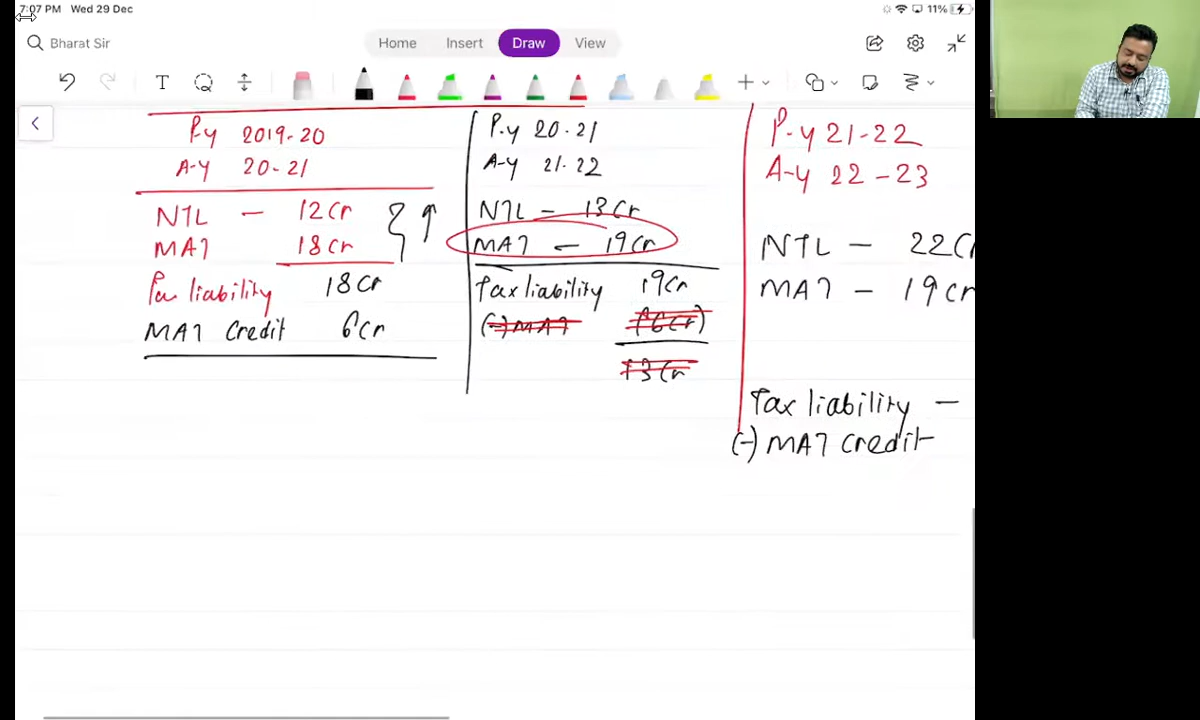 7:07 PM Wed 29 Dec
11%
Bharat Sir
Home Insert Draw View
P.y 2019-20
A-y 20-21
NTL - 12Cr
MAT 18Cr
Tax liability 18Cr
MAT Credit 6Cr
P.y 20-21
A-y 21-22
NTL - 13Cr
MAT - 19Cr
Tax liability 19Cr
(-) MAT (6Cr)
13Cr
P.y 21-22
A-y 22-23
NTL - 22Cr
MAT - 19Cr
Tax liability -
(-) MAT credit